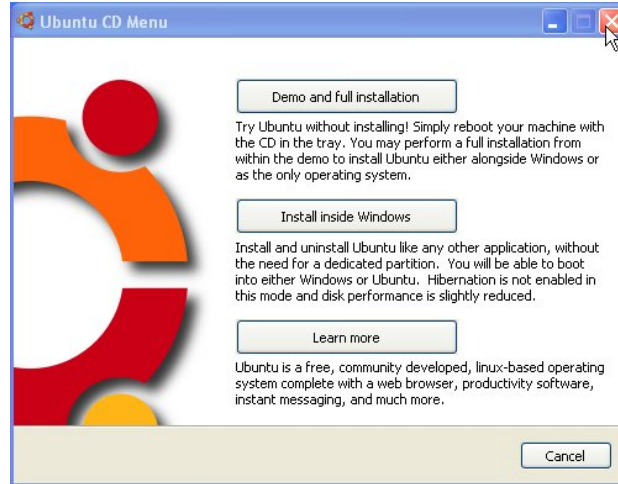 Ubuntu CD Menu
Demo and full installation
Try Ubuntu without installing! Simply reboot your machine with
the CD in the tray. You may perform a full installation from
within the demo to install Ubuntu either alongside Windows or
as the only operating system.
Install inside Windows
Install and uninstall Ubuntu like any other application, without
the need for a dedicated partition.  You will be able to boot
into either Windows or Ubuntu.  Hibernation is not enabled in
this mode and disk performance is slightly reduced.
Learn more
Ubuntu is a free, community developed, linux-based operating
system complete with a web browser, productivity software,
instant messaging, and much more.
Cancel